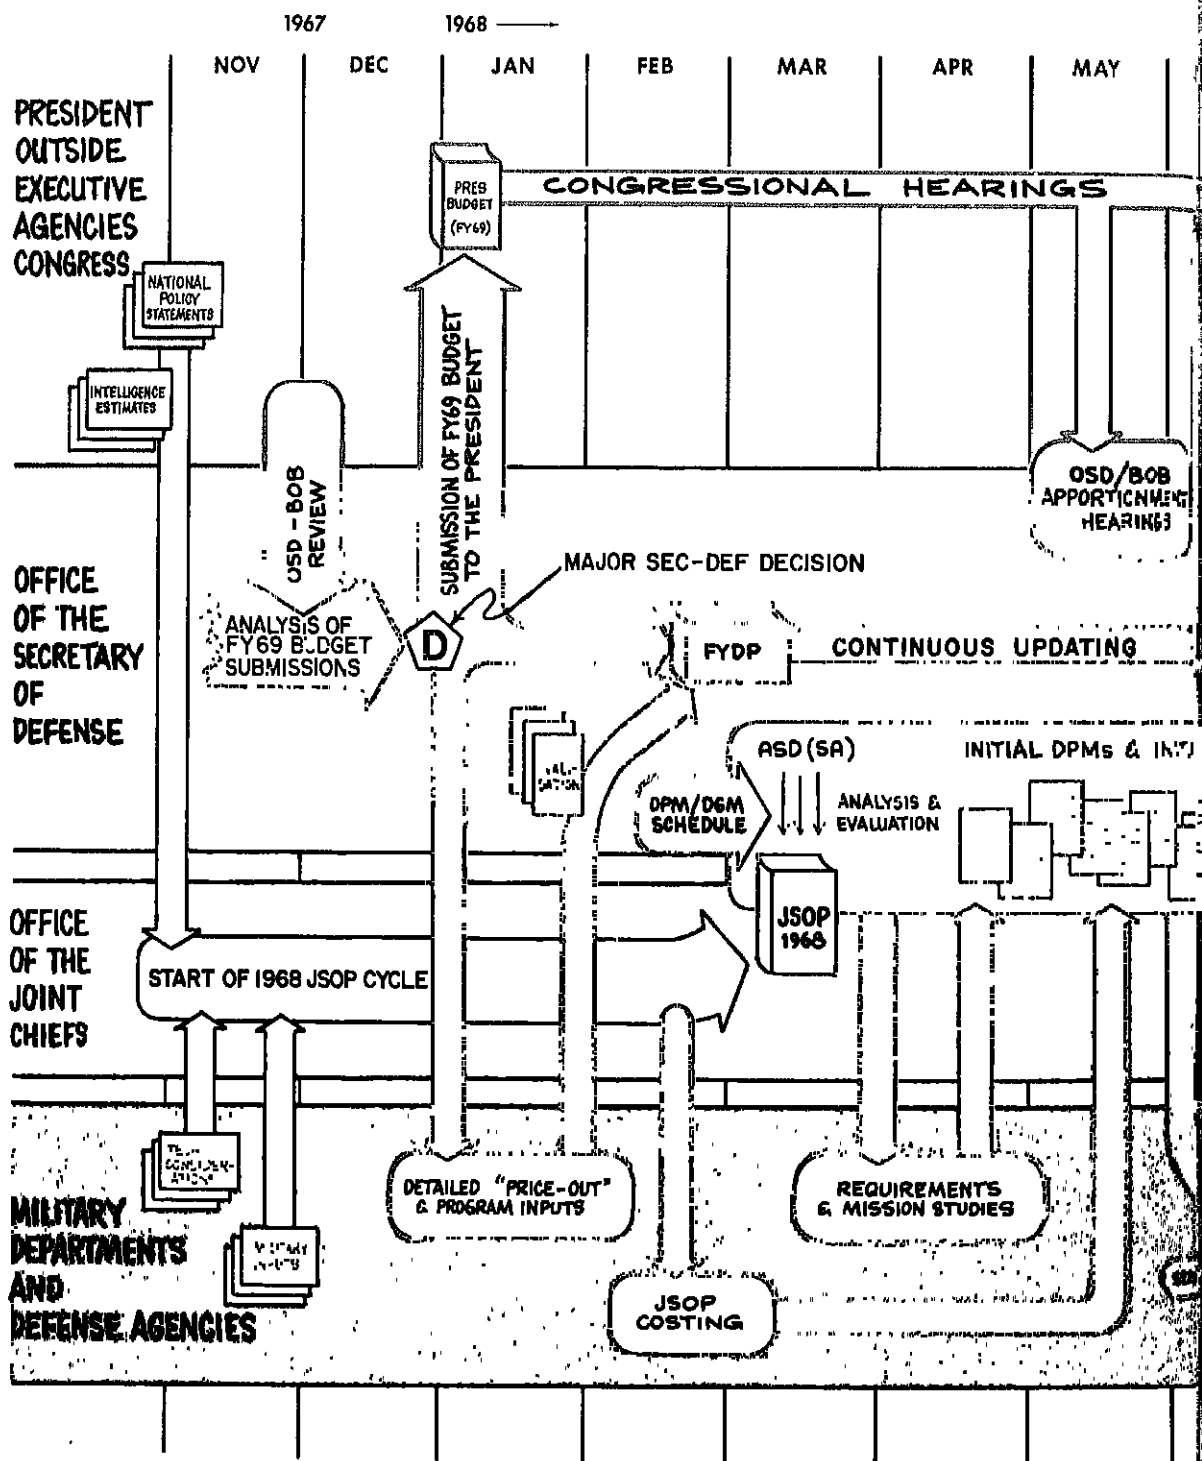 1967
1968
NOV
DEC
JAN
FEB
MAR
APR
MAY
PRESIDENT
OUTSIDE
EXECUTIVE
AGENCIES
CONGRESS
PRES
BUDGET
(FY69)
CONGRESSIONAL HEARINGS
NATIONAL
POLICY
STATEMENTS
INTELLIGENCE
ESTIMATES
OSD-BOB
REVIEW
SUBMISSION OF FY69 BUDGET
TO THE PRESIDENT
OSD/BOB
APPORTIONMENT
HEARINGS
OFFICE
OF THE
SECRETARY
OF
DEFENSE
MAJOR SEC-DEF DECISION
ANALYSIS OF
FY69 BUDGET
SUBMISSIONS
D
FYDP
CONTINUOUS UPDATING
ASD(SA)
INITIAL DPMs &
DPM/DGM
SCHEDULE
ANALYSIS &
EVALUATION
OFFICE
OF THE
JOINT
CHIEFS
JSOP
1968
START OF 1968 JSOP CYCLE
TECH
CONSIDER-
ATIONS
MILITARY
DEPARTMENTS
AND
DEFENSE AGENCIES
DETAILED "PRICE-OUT"
& PROGRAM INPUTS
REQUIREMENTS
& MISSION STUDIES
JSOP
COSTING